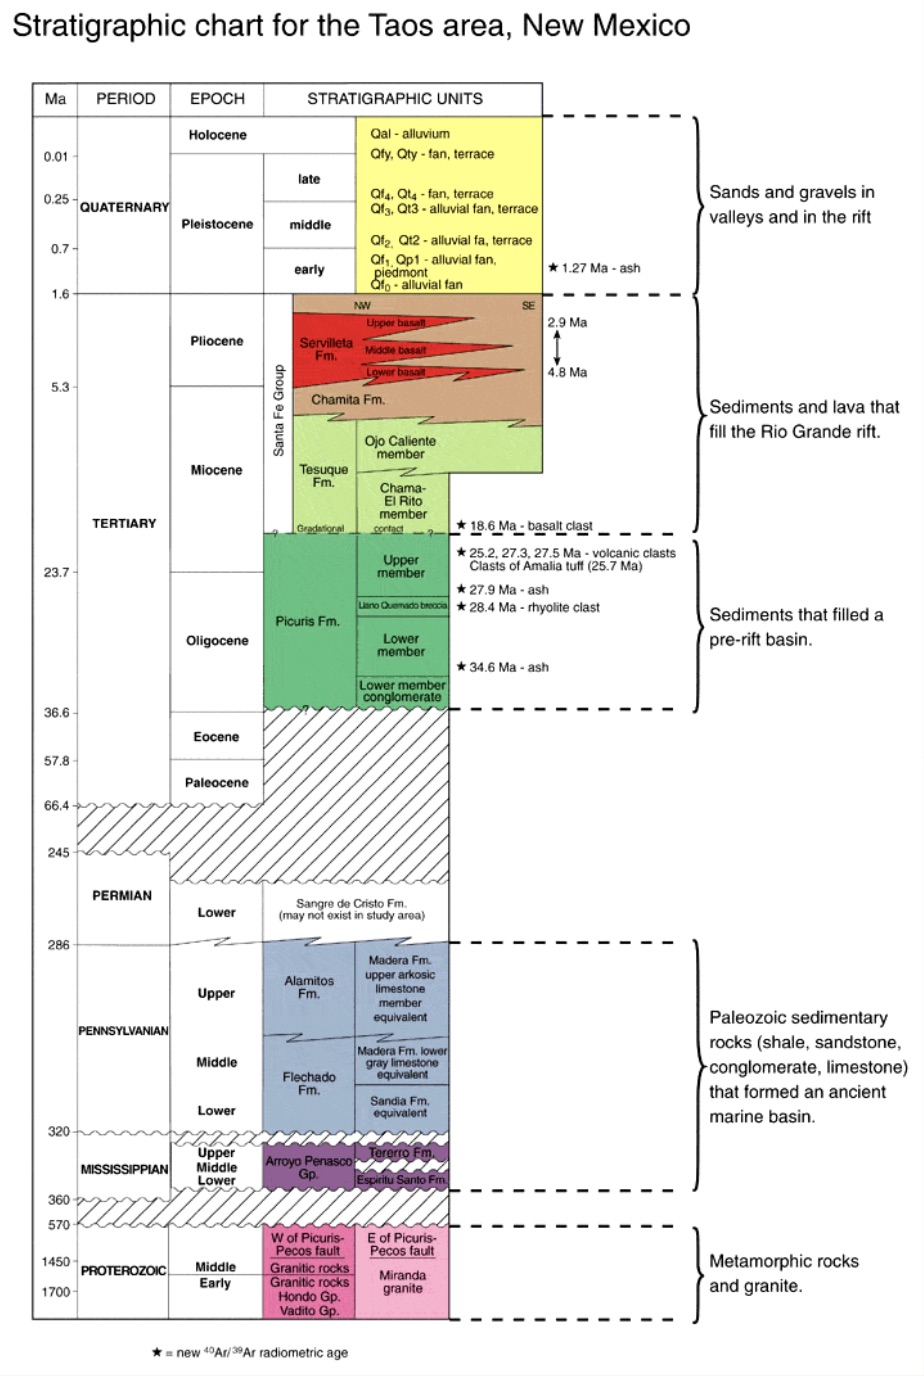 Stratigraphic chart for the Taos area, New Mexico
Ma
PERIOD
EPOCH
STRATIGRAPHIC UNITS
0.01
0.25
0.7
1.6
5.3
23.7
36.6
57.8
66.4
245
286
320
360
570
1450
1700
QUATERNARY
TERTIARY
PERMIAN
PENNSYLVANIAN
MISSISSIPPIAN
PROTEROZOIC
Holocene
Pleistocene
late
middle
early
Pliocene
Miocene
Oligocene
Eocene
Paleocene
Lower
Upper
Middle
Lower
Upper
Middle
Lower
Middle
Early
Qal - alluvium
Qfy, Qty - fan, terrace
Qf4, Qt4 - fan, terrace
Qf3, Qt3 - alluvial fan, terrace
Qf2, Qt2 - alluvial fa, terrace
Qf1, Qp1 - alluvial fan,
piedmont
Qf0 - alluvial fan
★ 1.27 Ma - ash
Santa Fe Group
NW
SE
Upper basalt
Servilleta
Fm.
Middle basalt
Lower basalt
2.9 Ma
4.8 Ma
Chamita Fm.
Ojo Caliente
member
Tesuque
Fm.
Chama-
El Rito
member
? Gradational contact ?
★ 18.6 Ma - basalt clast
Picuris Fm.
Upper
member
Llano Quemado breccia
Lower
member
Lower member
conglomerate
?
★ 25.2, 27.3, 27.5 Ma - volcanic clasts
Clasts of Amalia tuff (25.7 Ma)
★ 27.9 Ma - ash
★ 28.4 Ma - rhyolite clast
★ 34.6 Ma - ash
Sangre de Cristo Fm.
(may not exist in study area)
Alamitos
Fm.
Madera Fm.
upper arkosic
limestone
member
equivalent
Flechado
Fm.
Madera Fm. lower
gray limestone
equivalent
Sandia Fm.
equivalent
Arroyo Penasco
Gp.
Tererro Fm.
Espiritu Santo Fm.
W of Picuris-
Pecos fault
Granitic rocks
Granitic rocks
Hondo Gp.
Vadito Gp.
E of Picuris-
Pecos fault
Miranda
granite
Sands and gravels in
valleys and in the rift
Sediments and lava that
fill the Rio Grande rift.
Sediments that filled a
pre-rift basin.
Paleozoic sedimentary
rocks (shale, sandstone,
conglomerate, limestone)
that formed an ancient
marine basin.
Metamorphic rocks
and granite.
★ = new 40Ar/39Ar radiometric age